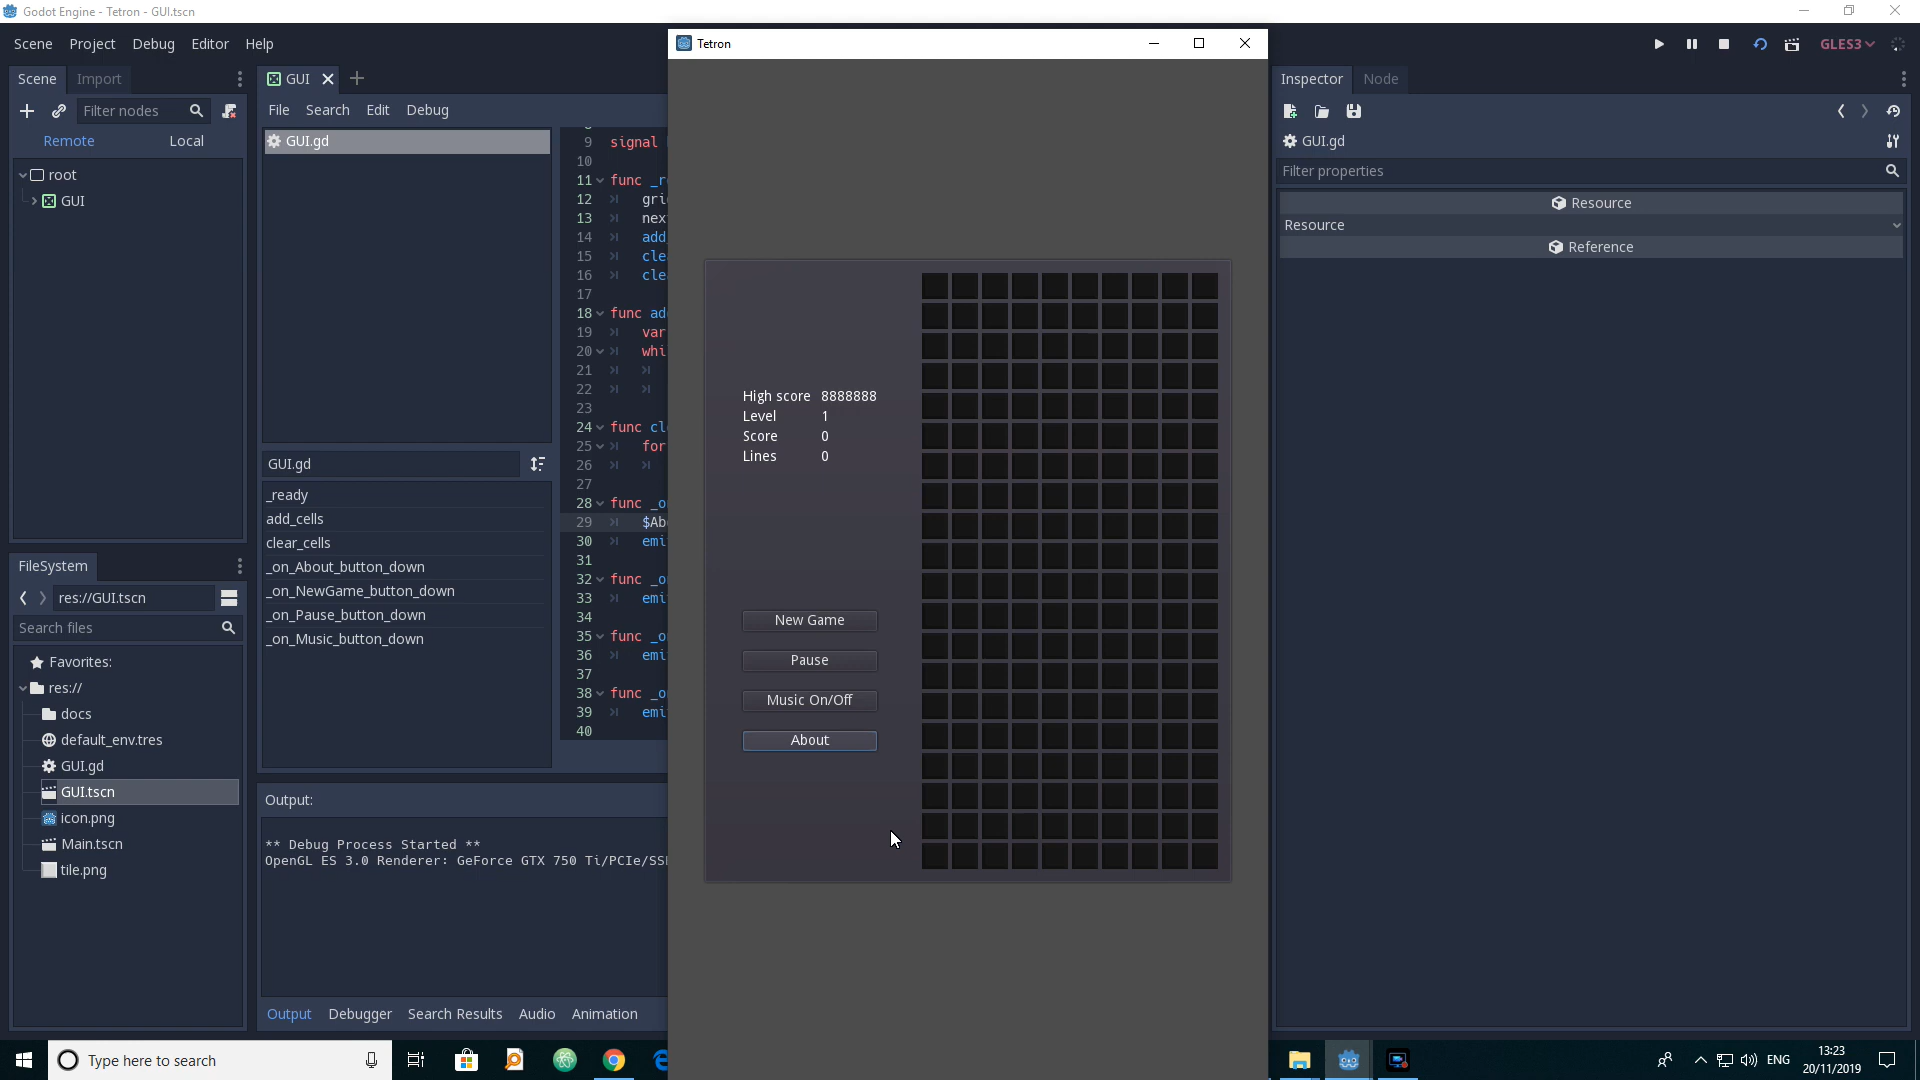 Godot Engine - Tetron - GUI.tscn
Scene Project Debug Editor Help
GLES3
Scene Import
Filter nodes
Remote Local
root
GUI
FileSystem
res://GUI.tscn
Search files
Favorites:
res://
docs
default_env.tres
GUI.gd
GUI.tscn
icon.png
Main.tscn
tile.png
GUI
File Search Edit Debug
GUI.gd
GUI.gd
_ready
add_cells
clear_cells
_on_About_button_down
_on_NewGame_button_down
_on_Pause_button_down
_on_Music_button_down
9 signal
10
11 func _r
12 gri
13 nex
14 add
15 cle
16 cle
17
18 func ad
19 var
20 whi
21
22
23
24 func cl
25 for
26
27
28 func _o
29 $Ab
30 emi
31
32 func _o
33 emi
34
35 func _o
36 emi
37
38 func _o
39 emi
40
Output:
** Debug Process Started **
OpenGL ES 3.0 Renderer: GeForce GTX 750 Ti/PCIe/SS
Output Debugger Search Results Audio Animation
Tetron
High score 8888888
Level 1
Score 0
Lines 0
New Game
Pause
Music On/Off
About
Inspector Node
GUI.gd
Filter properties
Resource
Resource
Reference
Type here to search
ENG
13:23
20/11/2019